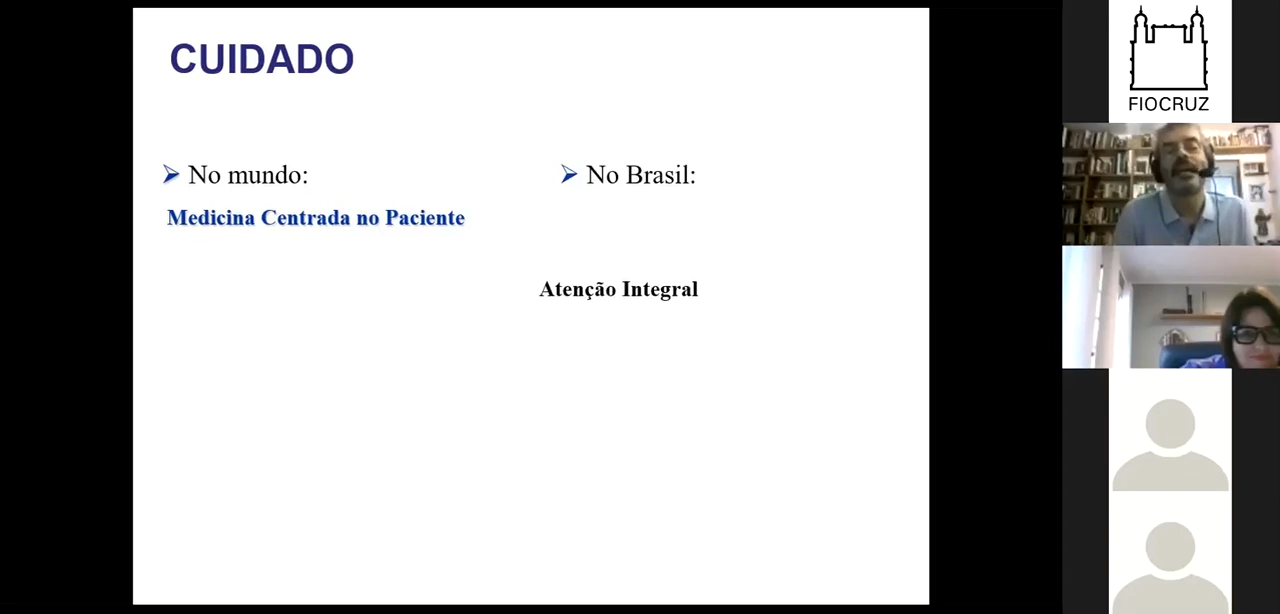 CUIDADO
No mundo:
Medicina Centrada no Paciente
No Brasil:
Atenção Integral
FIOCRUZ